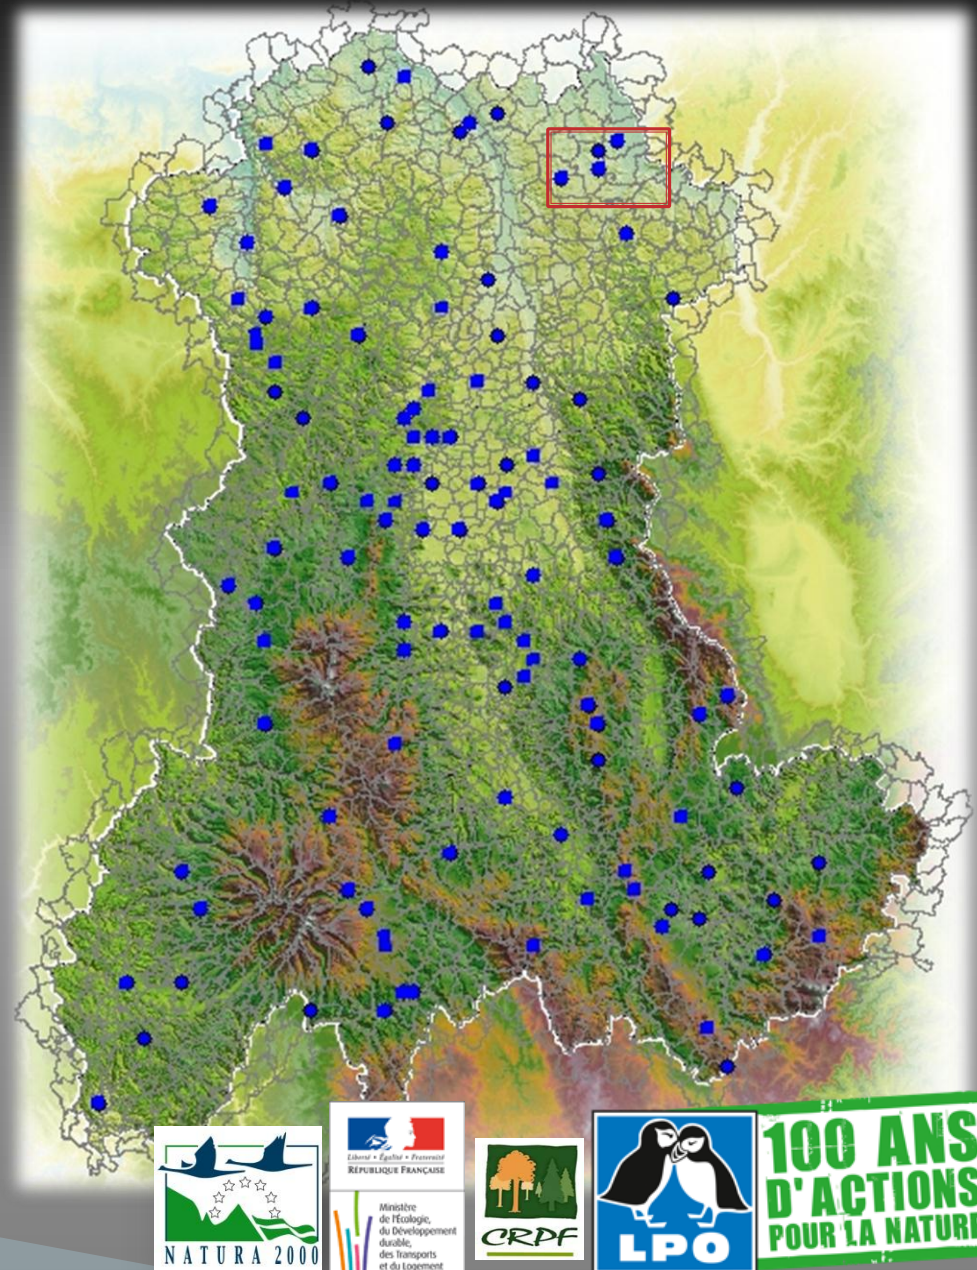 NATURA 2000
Liberté • Égalité • Fraternité
RÉPUBLIQUE FRANÇAISE
Ministère
de l'Écologie,
du Développement
durable,
des Transports
et du Logement
CRPF
LPO
100 ANS
D'ACTIONS
POUR LA NATURE